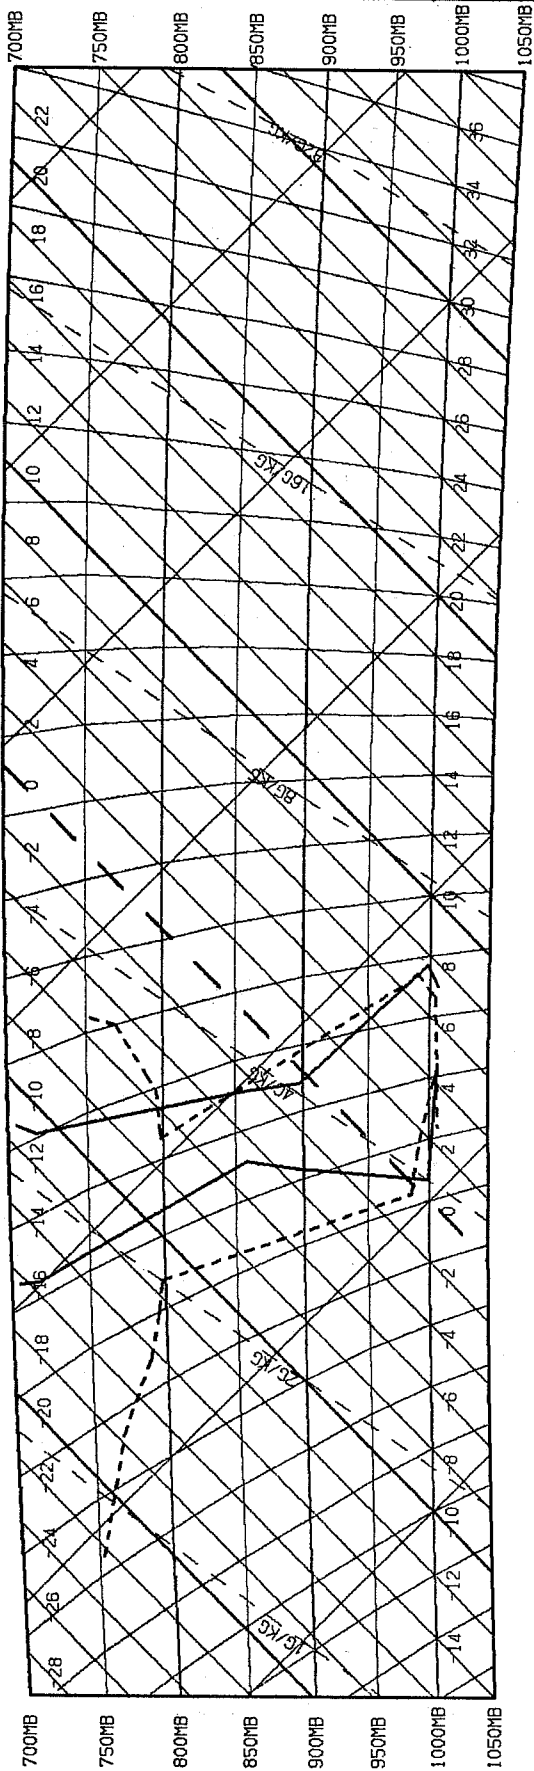 700MB
750MB
800MB
850MB
900MB
950MB
1000MB
1050MB
22
20
18
16
14
12
10
8
6
4
2
0
-2
-4
-6
-8
-10
-12
-14
-16
-18
-20
-22
-24
-26
-28
36
34
32
30
28
26
24
22
20
18
16
14
12
10
8
6
4
2
0
-2
-4
-6
-8
-10
-12
-14
32G/KG
16G/KG
8G/KG
4G/KG
2G/KG
1G/KG
700MB
750MB
800MB
850MB
900MB
950MB
1000MB
1050MB